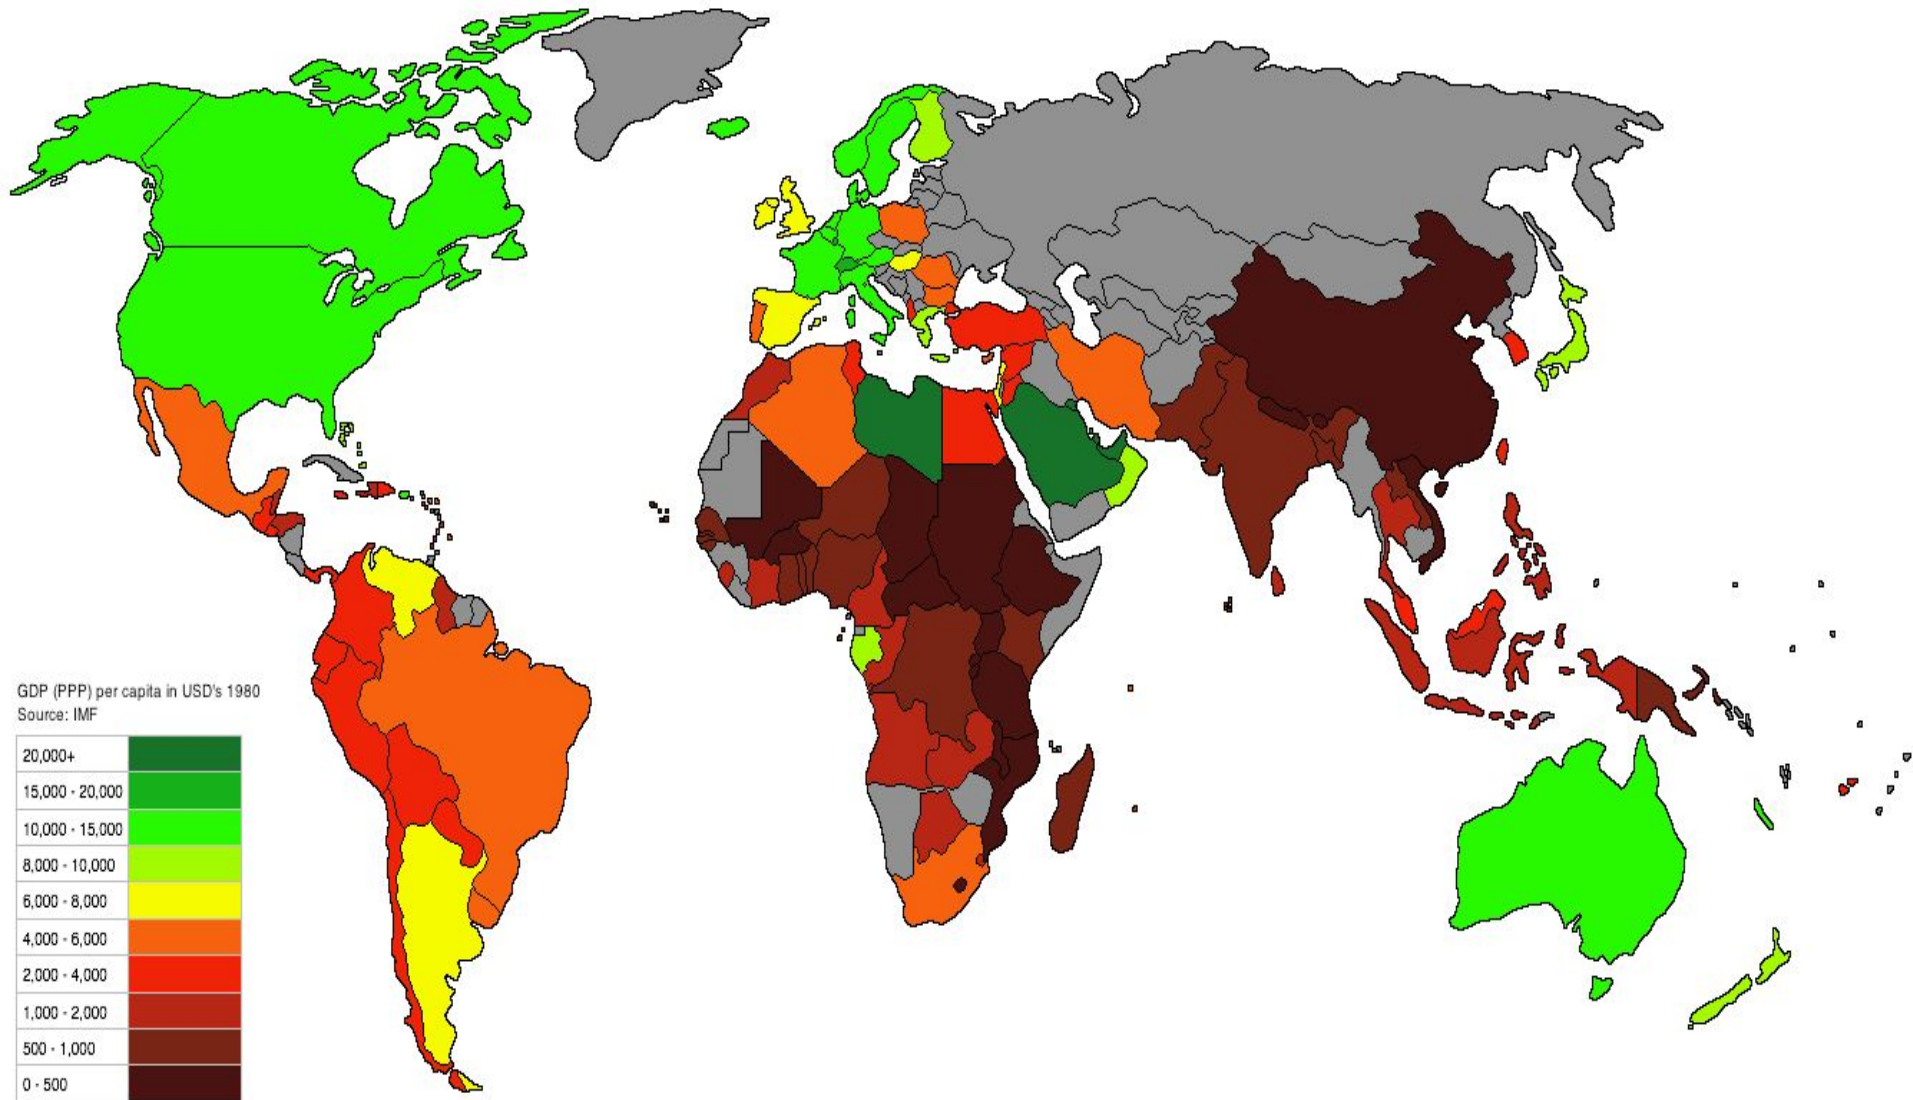 GDP (PPP) per capita in USD's 1980
Source: IMF
20,000+
15,000 - 20,000
10,000 - 15,000
8,000 - 10,000
6,000 - 8,000
4,000 - 6,000
2,000 - 4,000
1,000 - 2,000
500 - 1,000
0 - 500